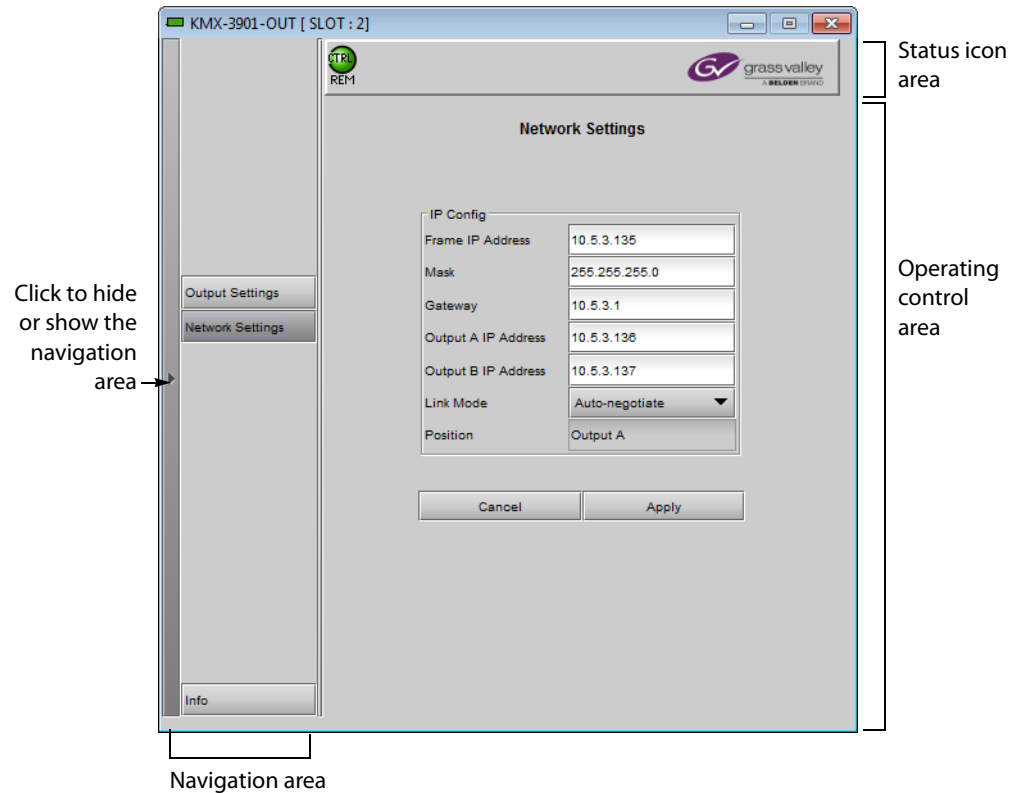 KMX-3901-OUT [ SLOT : 2]
CTRL
REM
GV
grass valley
A BELDEN BRAND
Status icon
area
Network Settings
IP Config
Frame IP Address 10.5.3.135
Mask 255.255.255.0
Gateway 10.5.3.1
Output A IP Address 10.5.3.136
Output B IP Address 10.5.3.137
Link Mode Auto-negotiate
Position Output A
Cancel Apply
Output Settings
Network Settings
Info
Click to hide
or show the
navigation
area
Operating
control
area
Navigation area